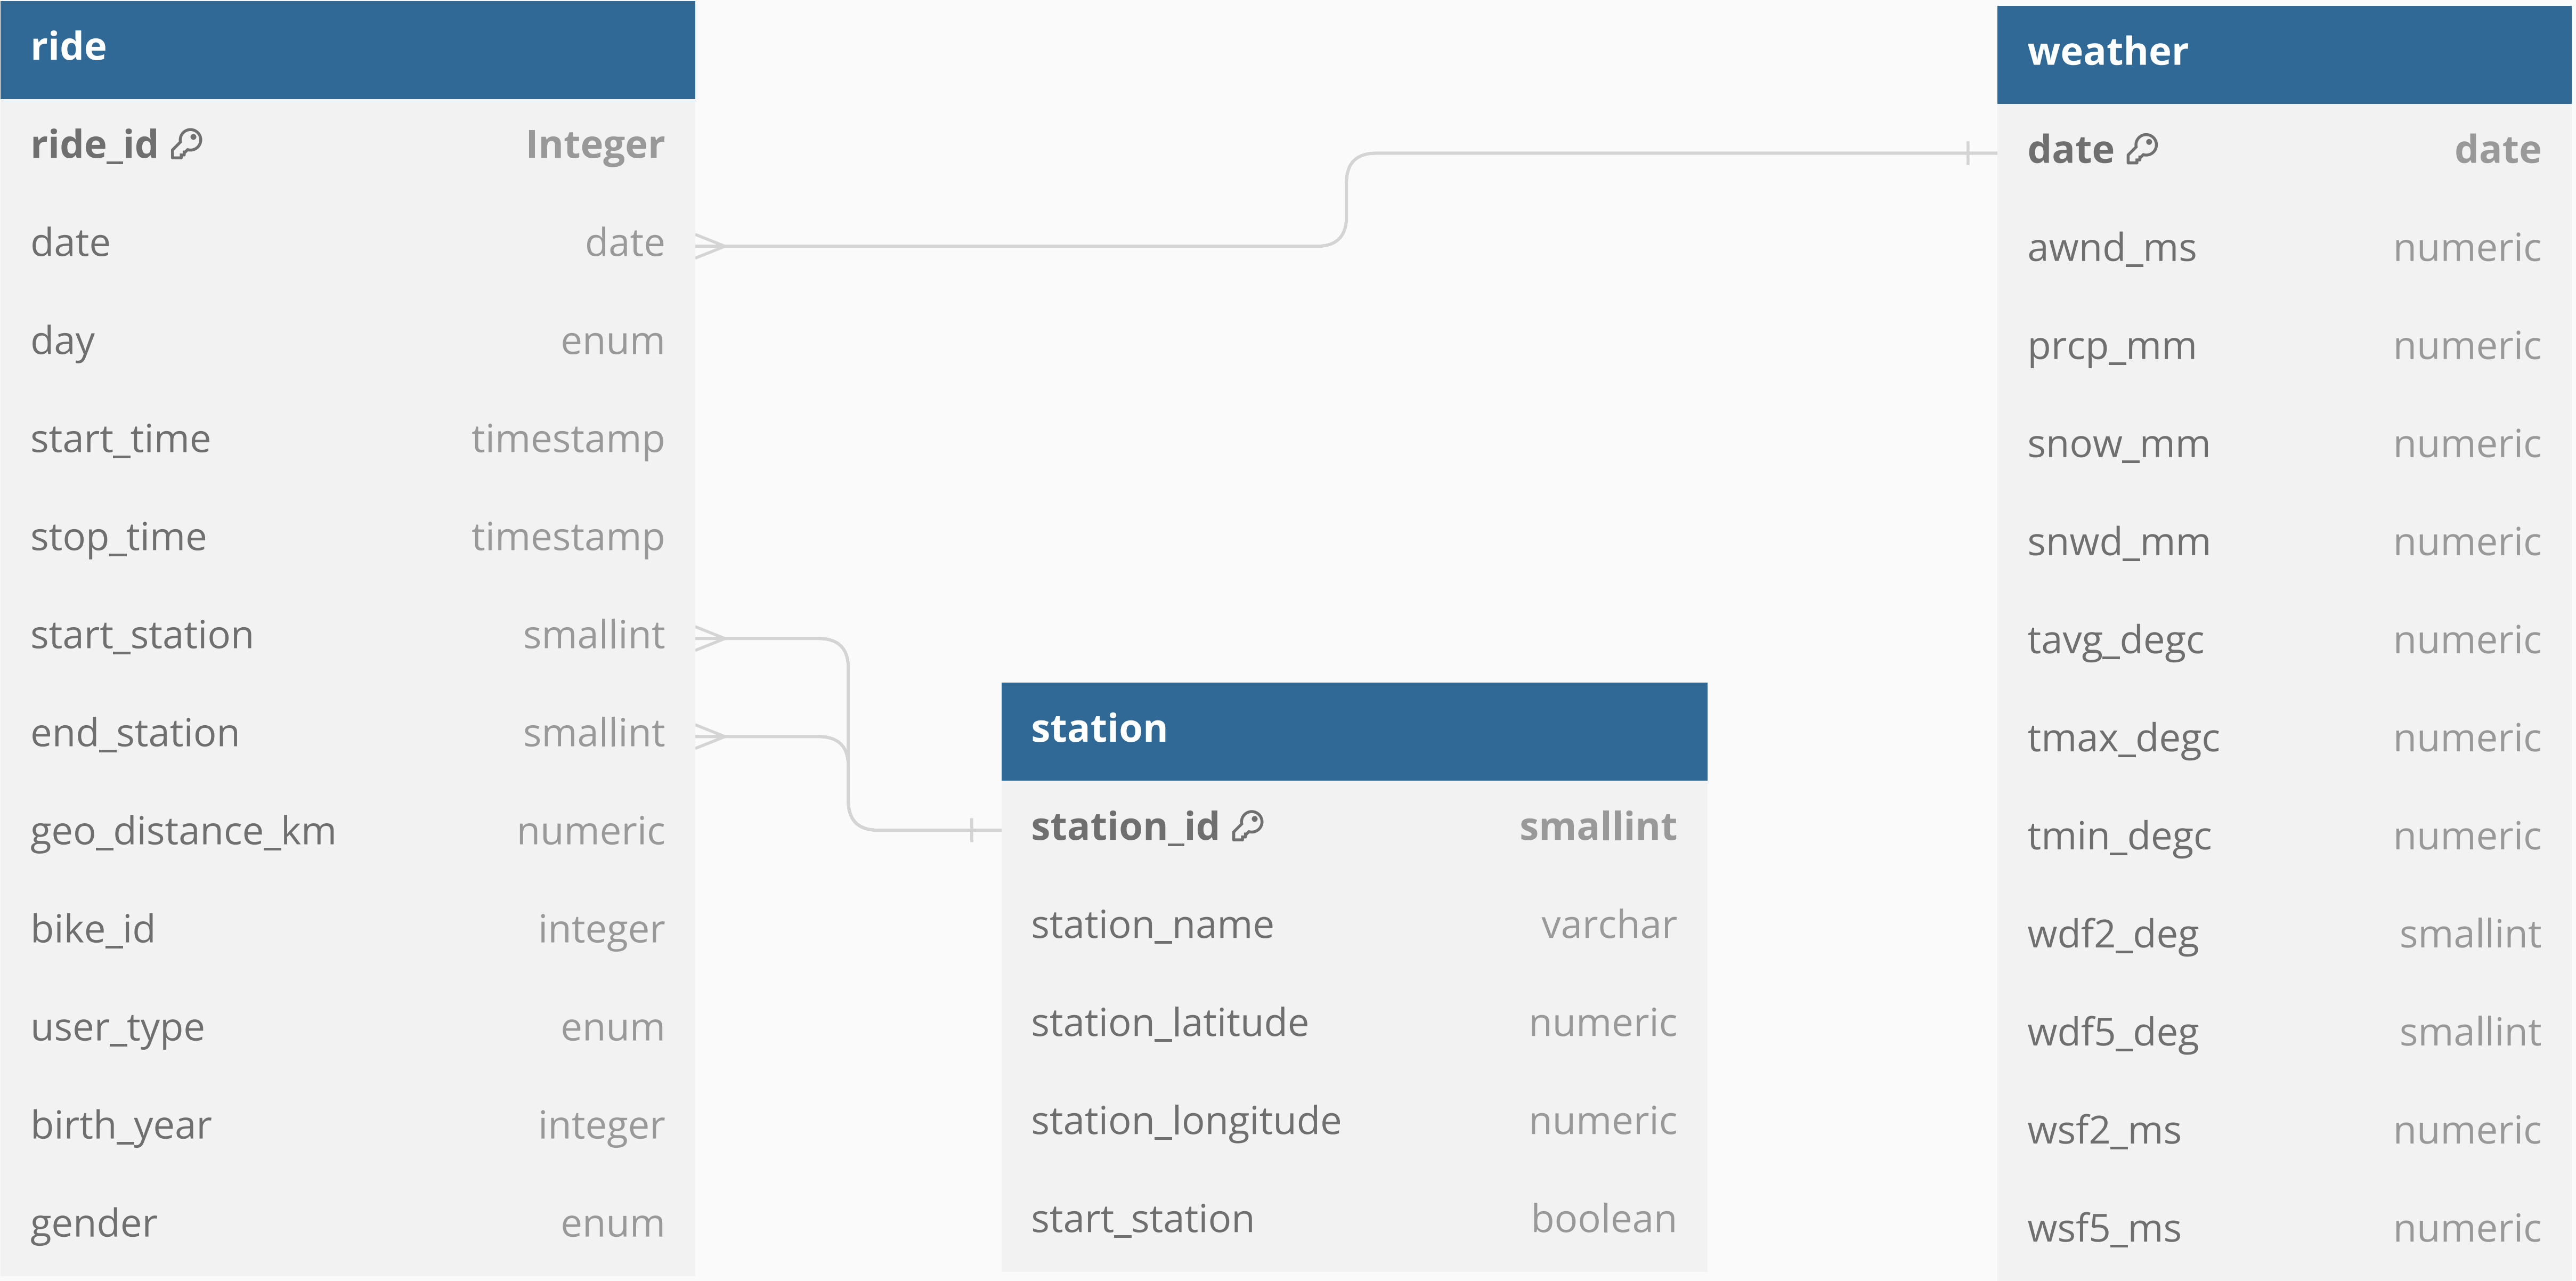 ride
ride_id Integer
date date
day enum
start_time timestamp
stop_time timestamp
start_station smallint
end_station smallint
geo_distance_km numeric
bike_id integer
user_type enum
birth_year integer
gender enum
station
station_id smallint
station_name varchar
station_latitude numeric
station_longitude numeric
start_station boolean
weather
date date
awnd_ms numeric
prcp_mm numeric
snow_mm numeric
snwd_mm numeric
tavg_degc numeric
tmax_degc numeric
tmin_degc numeric
wdf2_deg smallint
wdf5_deg smallint
wsf2_ms numeric
wsf5_ms numeric